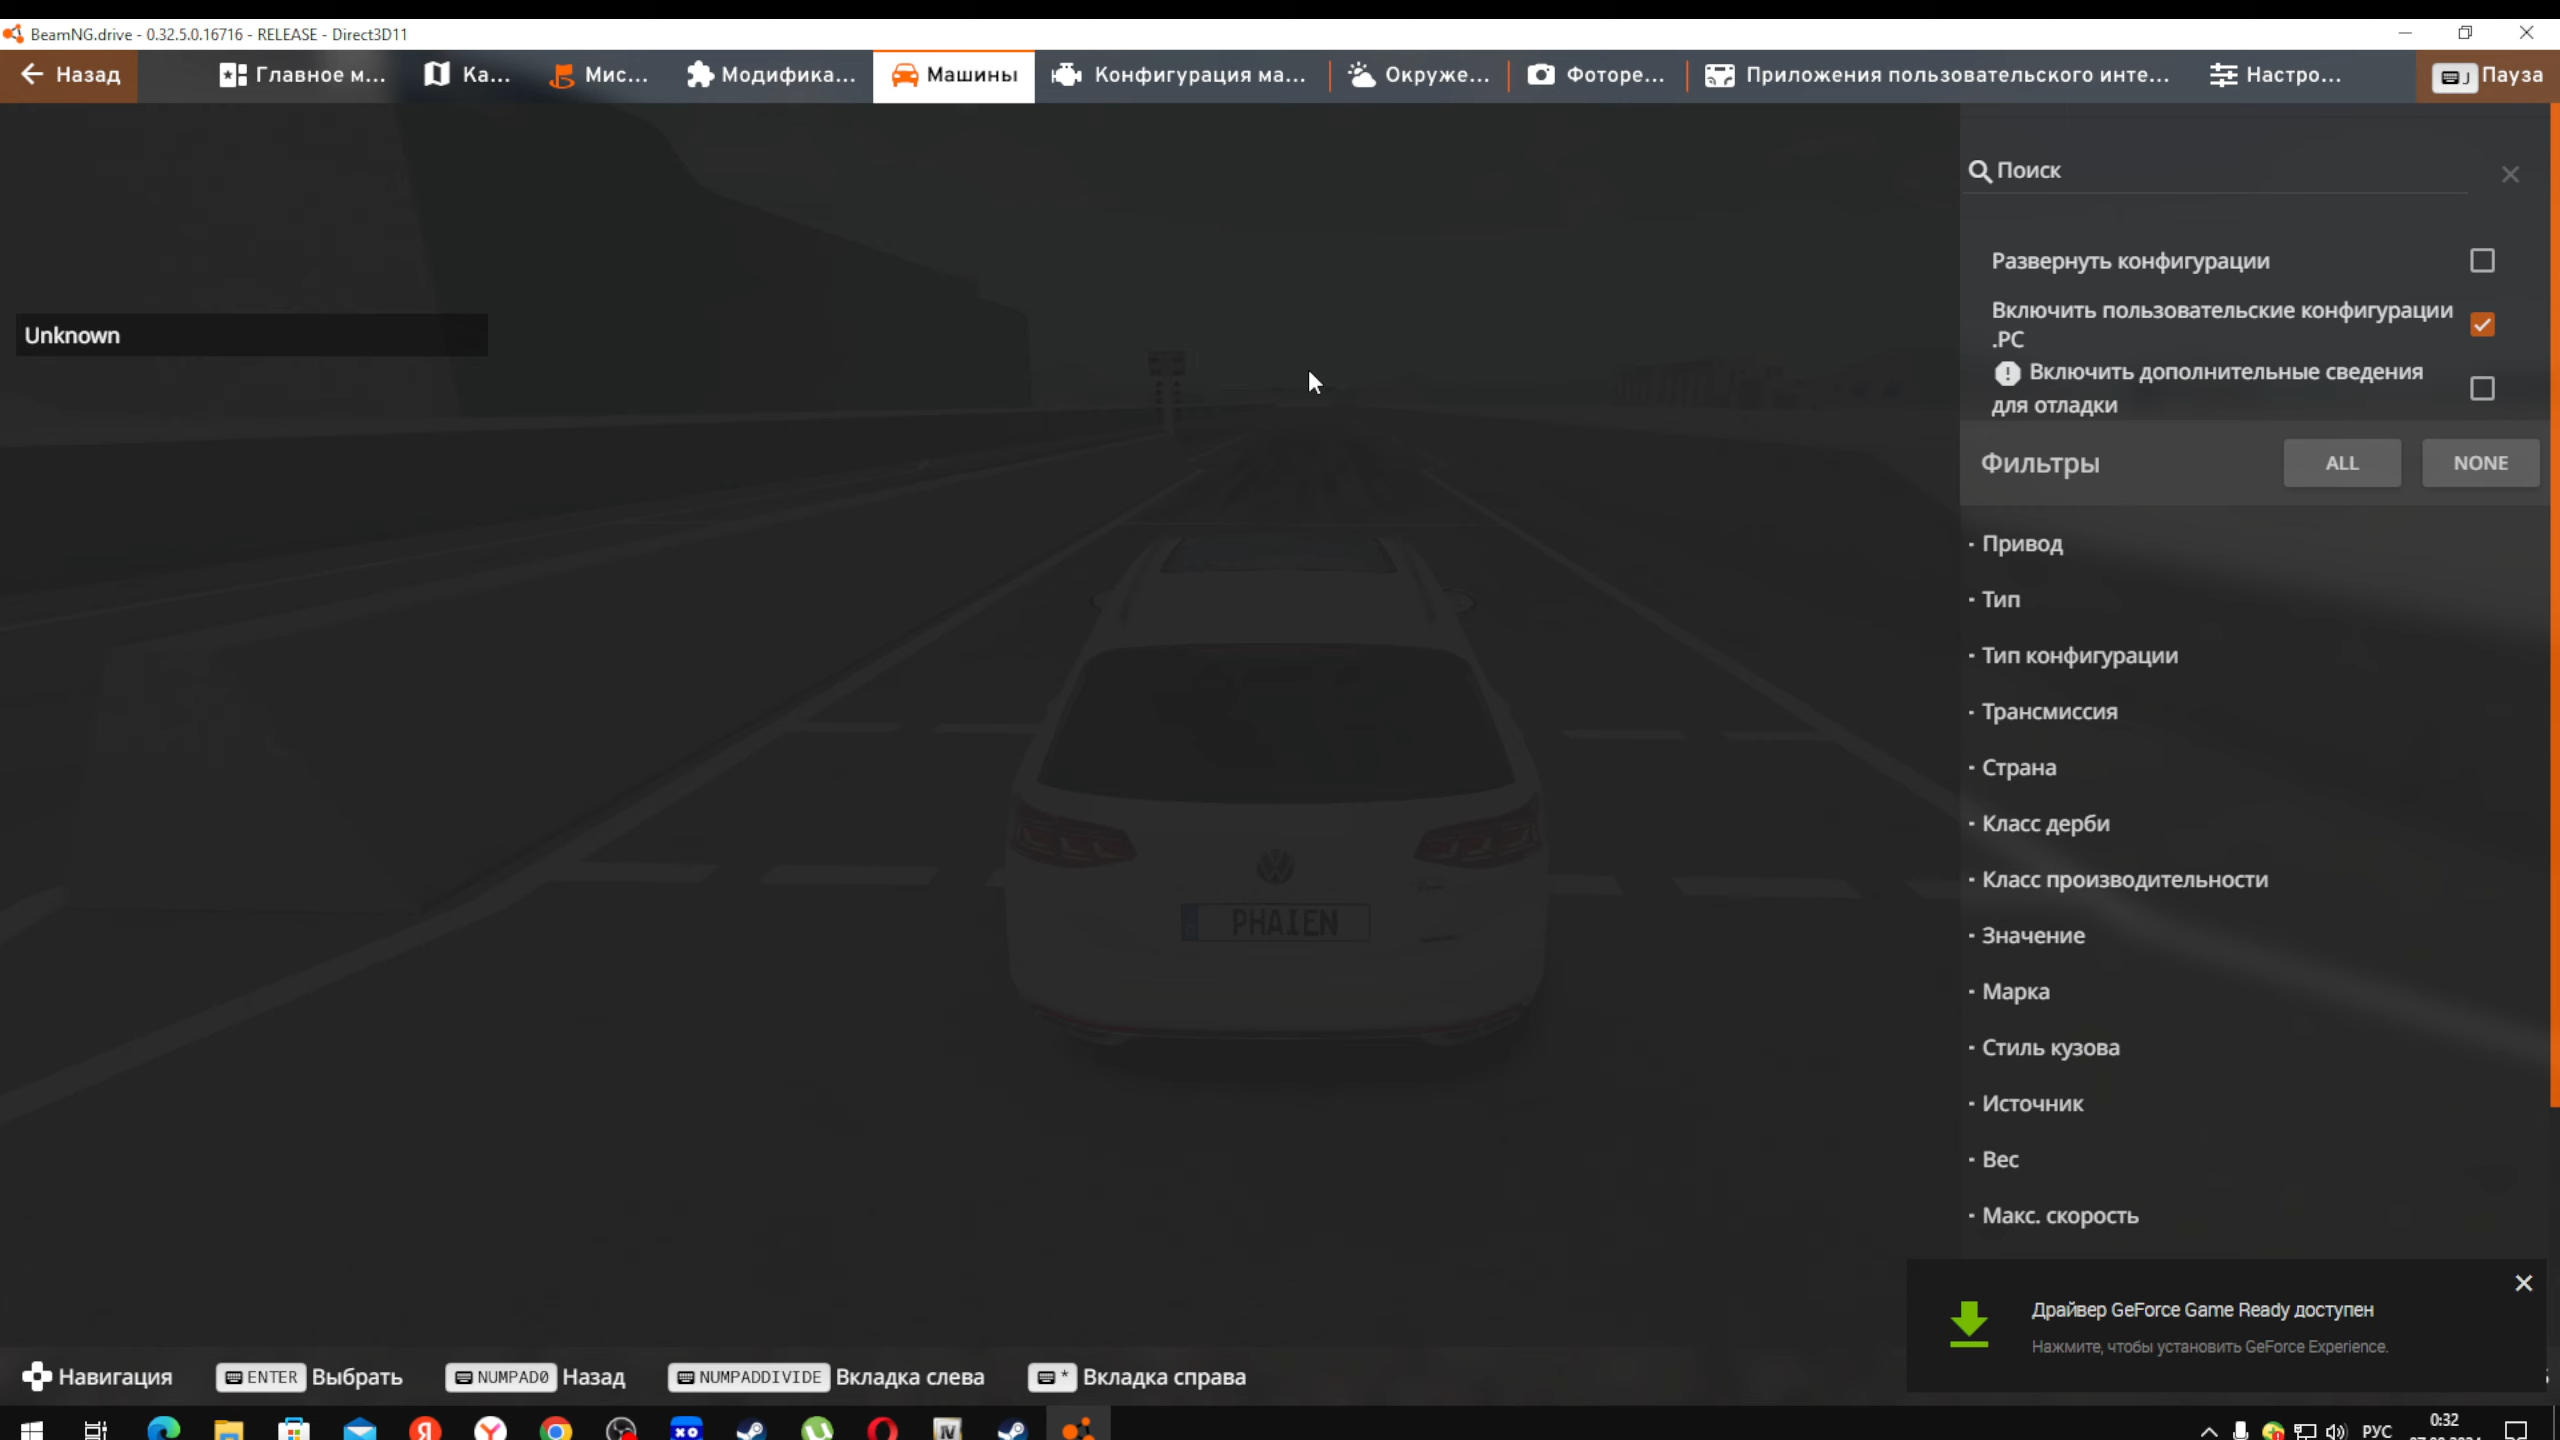 BeamNG.drive - 0.32.5.0.16716 - RELEASE - Direct3D11
Назад
Главное м...
Ка...
Мис...
Модифика...
Машины
Конфигурация ма...
Окруже...
Фоторе...
Приложения пользовательского инте...
Настро...
J Пауза
Поиск
Развернуть конфигурации
Unknown
Включить пользовательские конфигурации
.PC
Включить дополнительные сведения
для отладки
Фильтры
ALL
NONE
· Привод
· Тип
· Тип конфигурации
· Трансмиссия
· Страна
· Класс дерби
· Класс производительности
· Значение
· Марка
· Стиль кузова
· Источник
· Вес
· Макс. скорость
PHAIEN
Драйвер GeForce Game Ready доступен
Нажмите, чтобы установить GeForce Experience.
Навигация
ENTER Выбрать
NUMPAD0 Назад
NUMPADDIVIDE Вкладка слева
* Вкладка справа
РУС
0:32